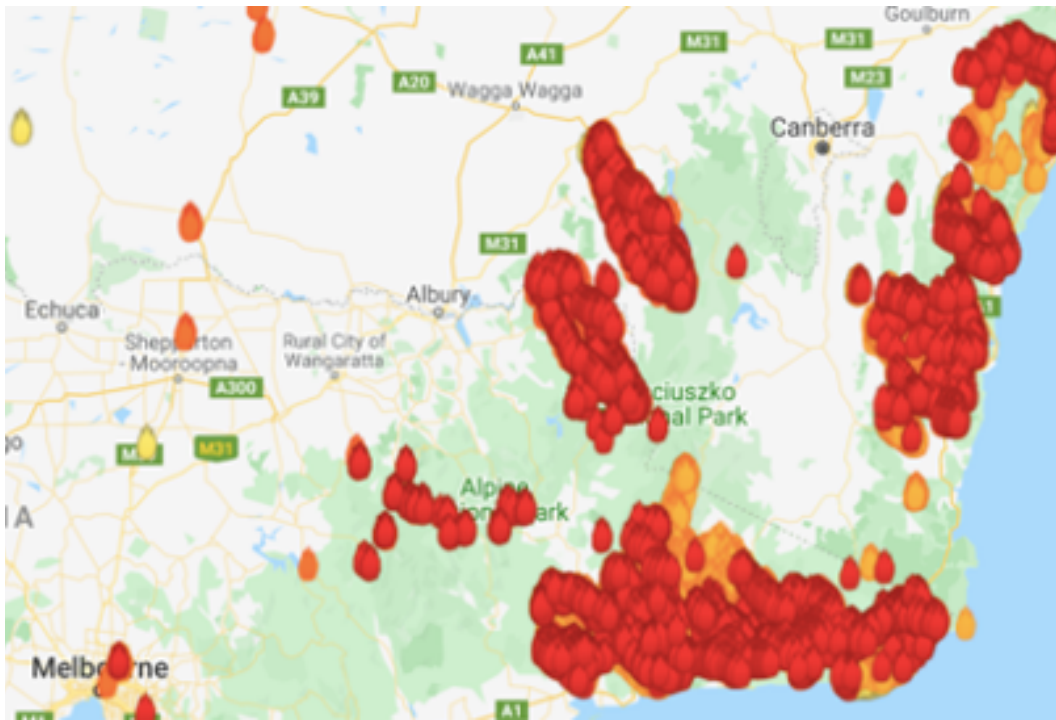 Goulburn
M31
M31
A41
M23
A20
A39
Wagga Wagga
Canberra
M31
Albury
Echuca
Rural City of
Wangaratta
Mooroopna
A300
M31
Park
Alpine
Melbourne
A1